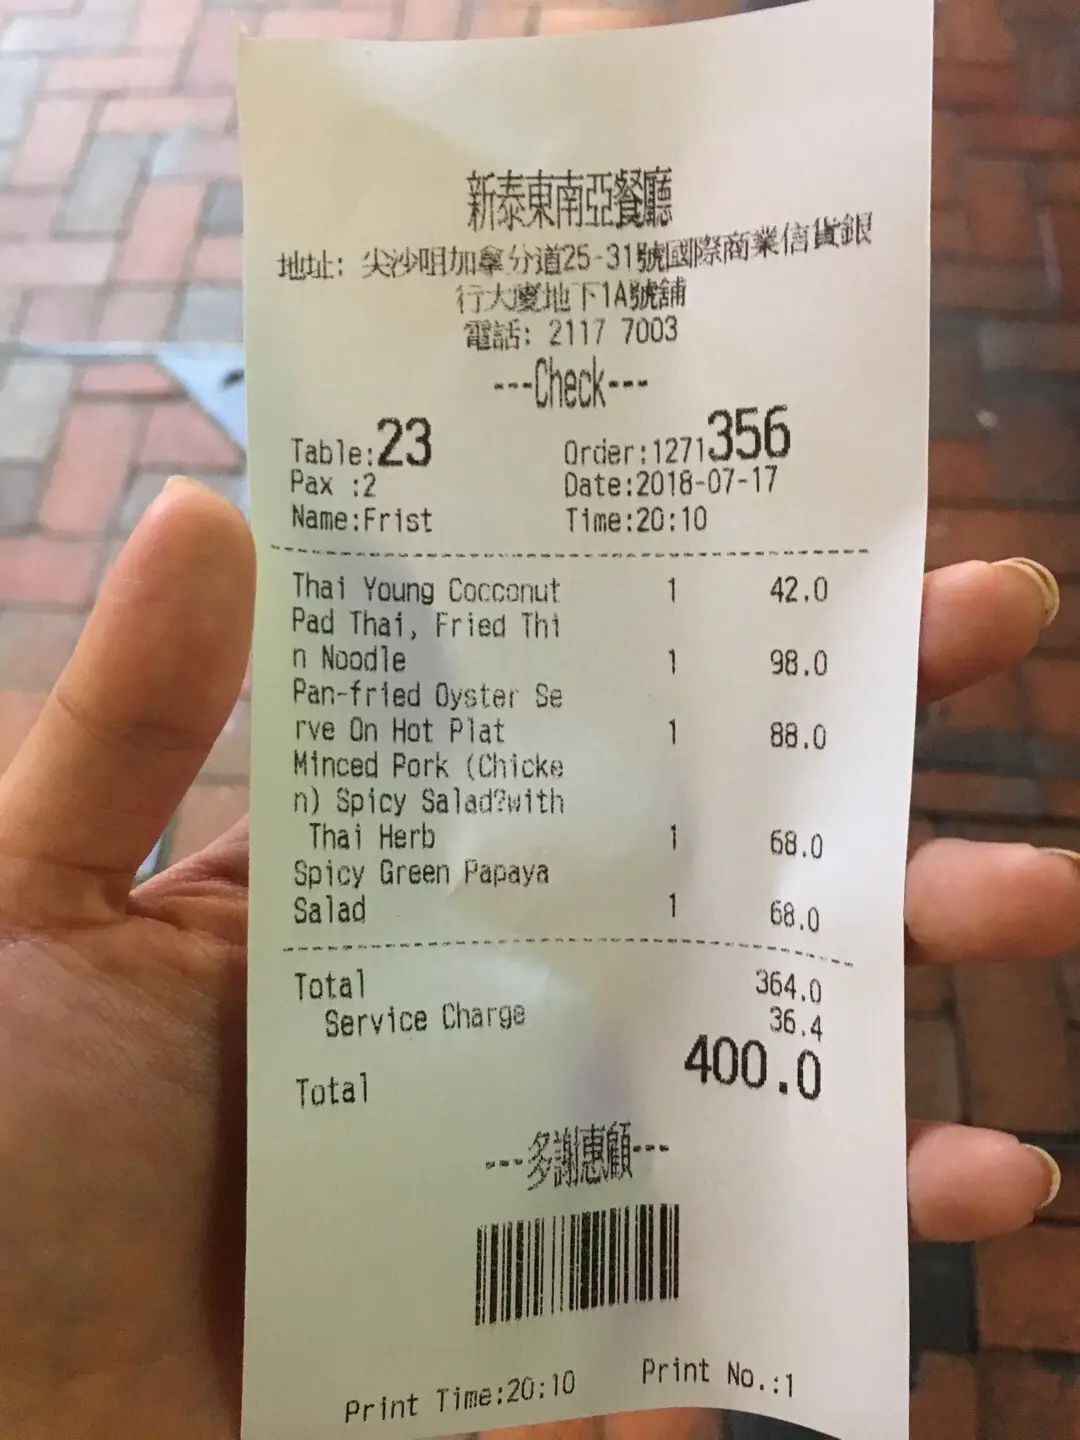 新泰東南亞餐廳
地址: 尖沙咀加拿分道25-31號國際商業信貸銀
行大廈地下1A號舖
電話: 2117 7003
---Check---
Table:23 Order:1271356
Pax :2 Date:2018-07-17
Name:Frist Time:20:10
Thai Young Cocconut 1 42.0
Pad Thai, Fried Thi
n Noodle 1 98.0
Pan-fried Oyster Se
rve On Hot Plat 1 88.0
Minced Pork (Chicke
n) Spicy Salad?with
Thai Herb 1 68.0
Spicy Green Papaya
Salad 1 68.0
Total 364.0
Service Charge 36.4
Total 400.0
---多謝惠顧---
Print Time:20:10 Print No.:1